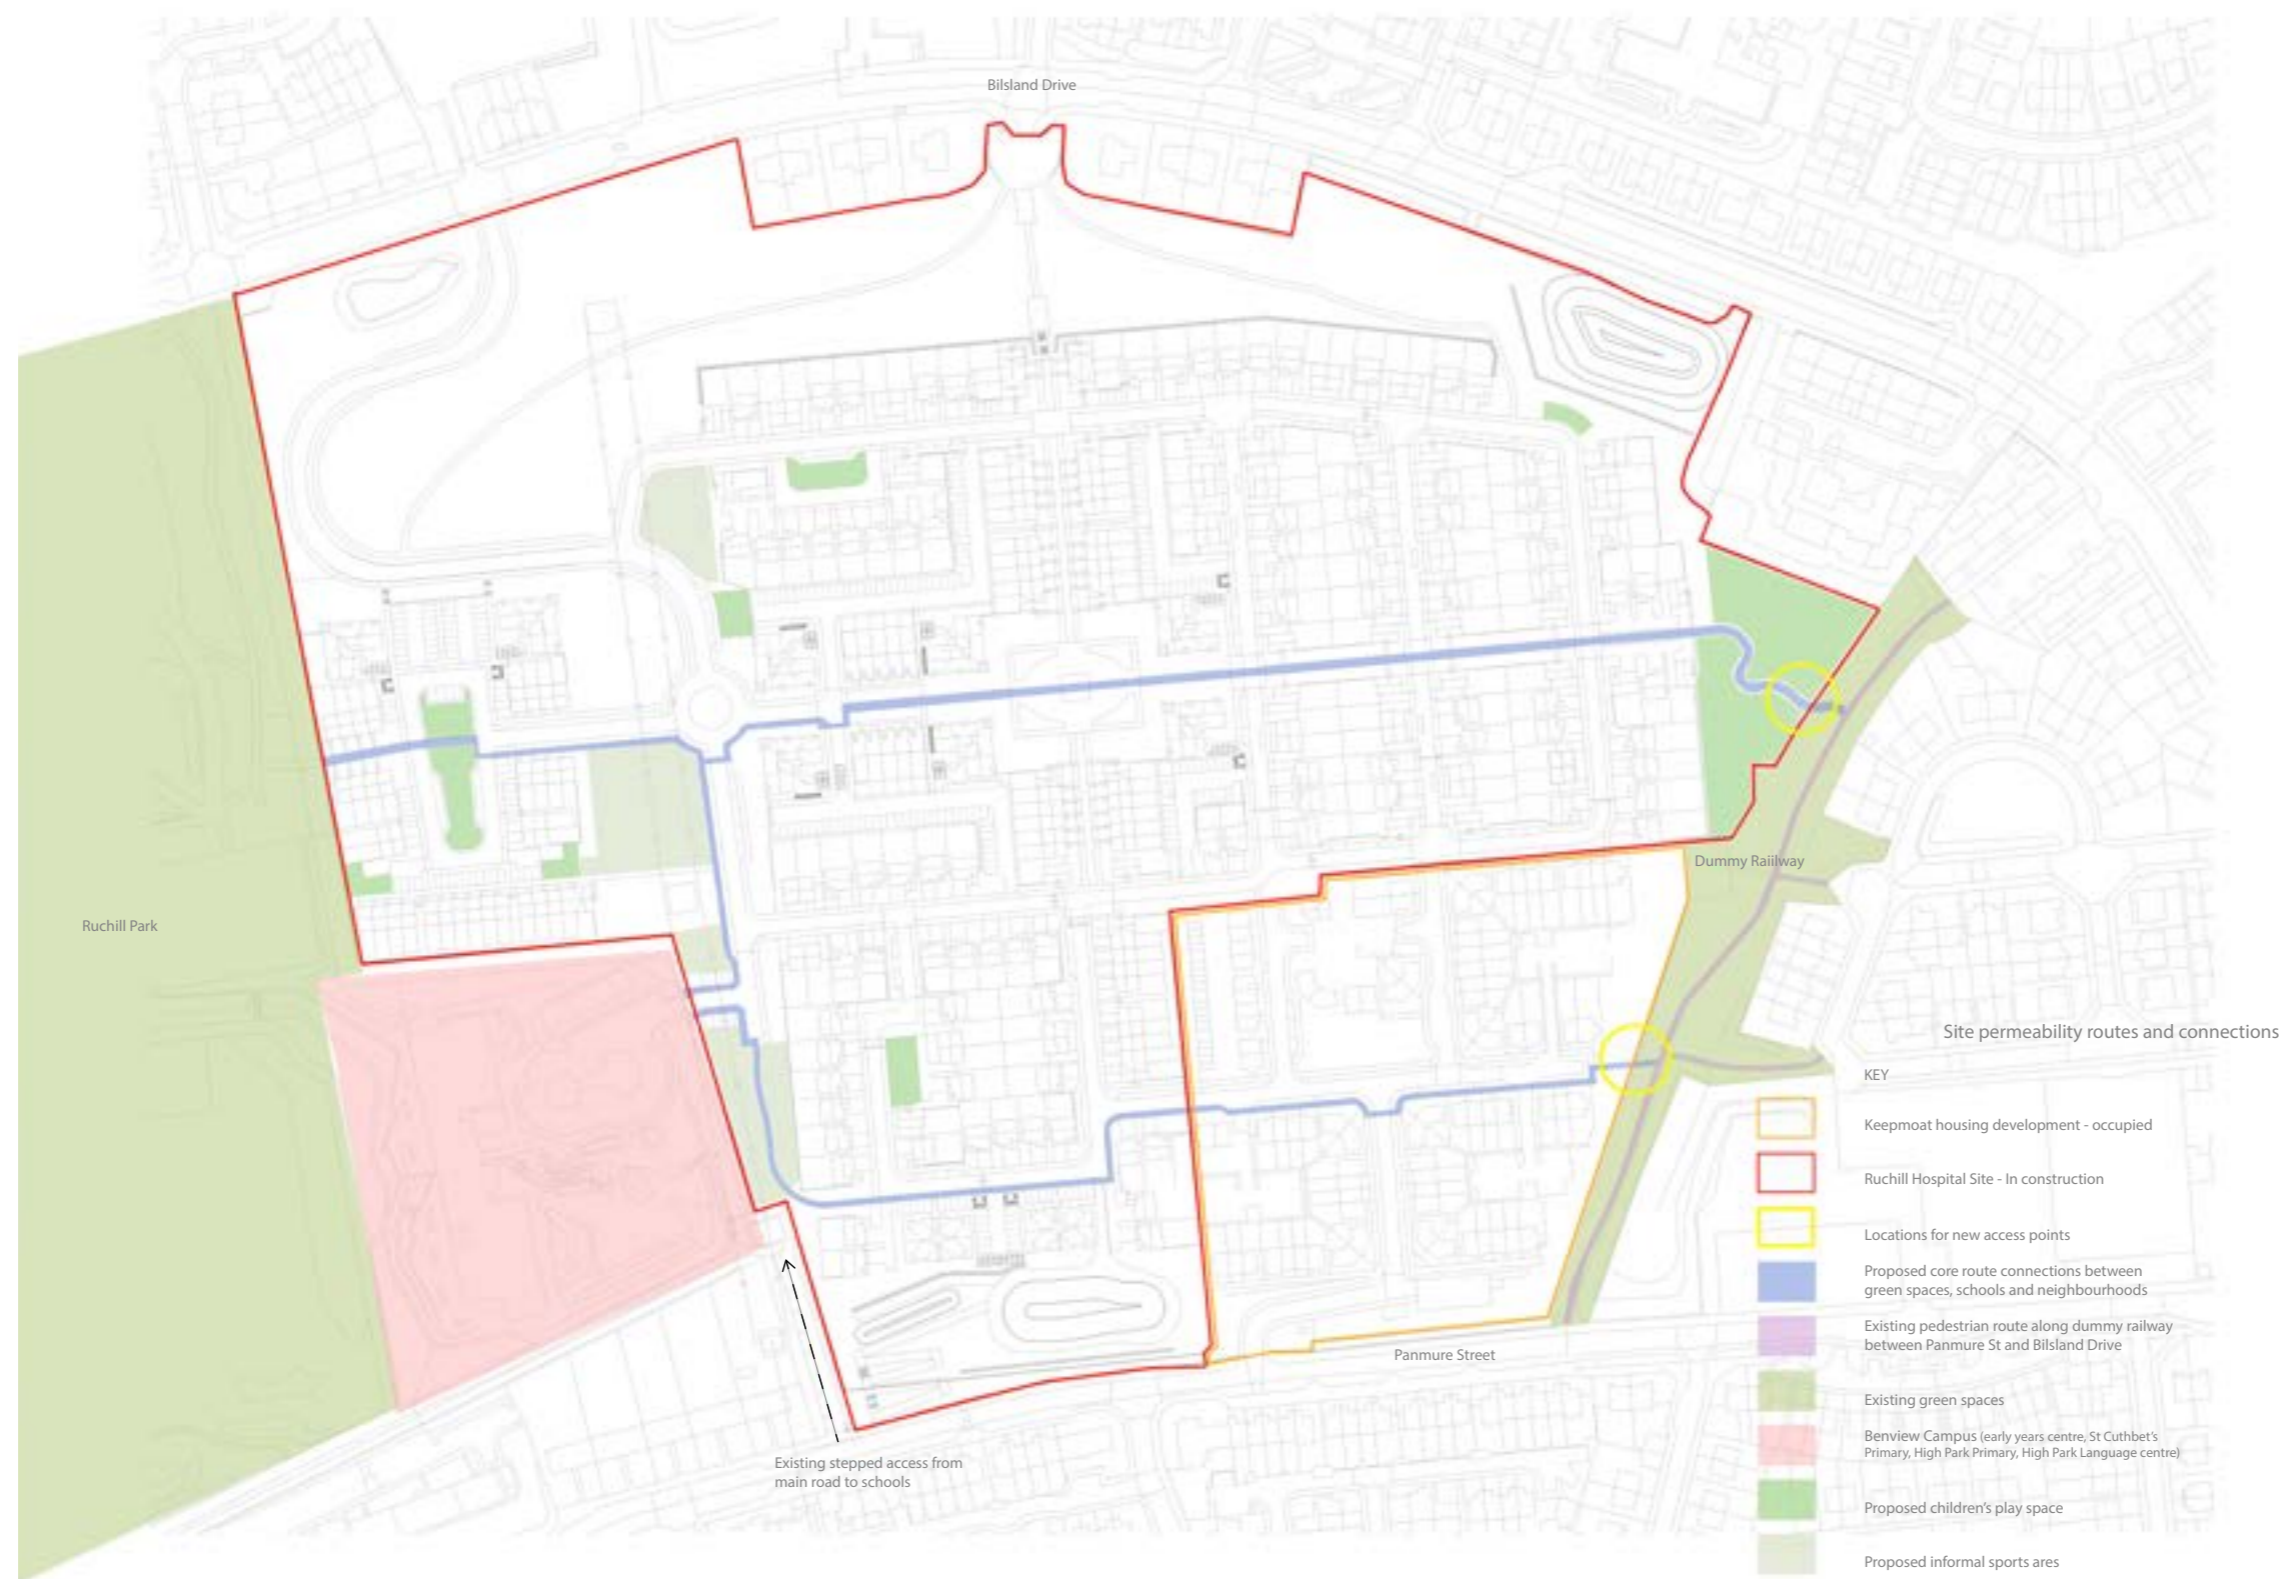 Bilsland Drive
Ruchill Park
Dummy Raiilway
Site permeability routes and connections
KEY
Keepmoat housing development - occupied
Ruchill Hospital Site - In construction
Locations for new access points
Proposed core route connections between
green spaces, schools and neighbourhoods
Existing pedestrian route along dummy railway
between Panmure St and Bilsland Drive
Existing green spaces
Benview Campus (early years centre, St Cuthbet's
Primary, High Park Primary, High Park Language centre)
Proposed children's play space
Proposed informal sports ares
Panmure Street
Existing stepped access from
main road to schools